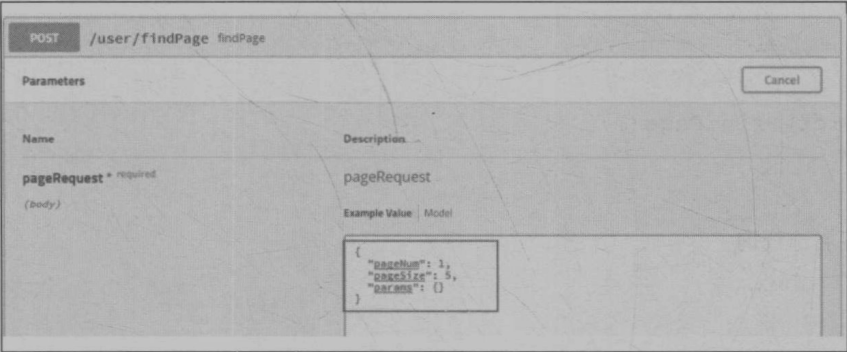 POST /user/findPage findPage
Parameters Cancel
Name Description
pageRequest * required pageRequest
(body)
Example Value Model
{
"pageNum": 1,
"pageSize": 5,
"params": {}
}